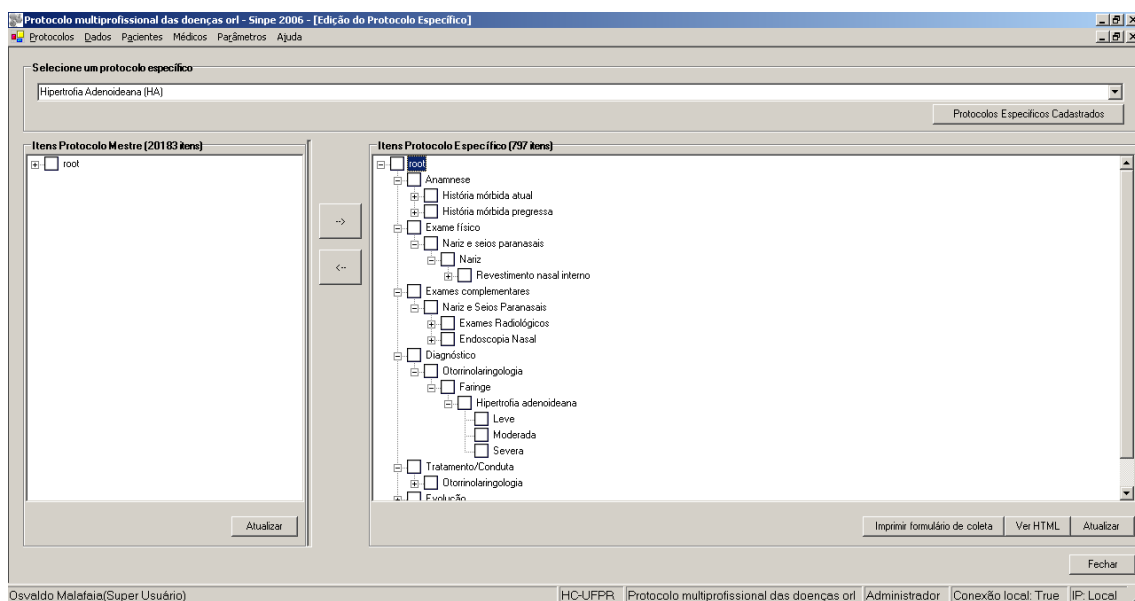 Protocolo multiprofissional das doenças orl - Sinpe 2006 - [Edição do Protocolo Específico]
Protocolos Dados Pacientes Médicos Parâmetros Ajuda
Selecione um protocolo específico
Hipertrofia Adenoideana (HA)
Protocolos Específicos Cadastrados
Itens Protocolo Mestre (20183 itens)
root
Atualizar
-->
<--
Itens Protocolo Específico (797 itens)
root
Anamnese
História mórbida atual
História mórbida pregressa
Exame físico
Nariz e seios paranasais
Nariz
Revestimento nasal interno
Exames complementares
Nariz e Seios Paranasais
Exames Radiológicos
Endoscopia Nasal
Diagnóstico
Otorrinolaringologia
Faringe
Hipertrofia adenoideana
Leve
Moderada
Severa
Tratamento/Conduta
Otorrinolaringologia
Evolução
Imprimir formulário de coleta Ver HTML Atualizar
Fechar
Osvaldo Malafaia(Super Usuário) HC-UFPR Protocolo multiprofissional das doenças orl Administrador Conexão local: True IP: Local